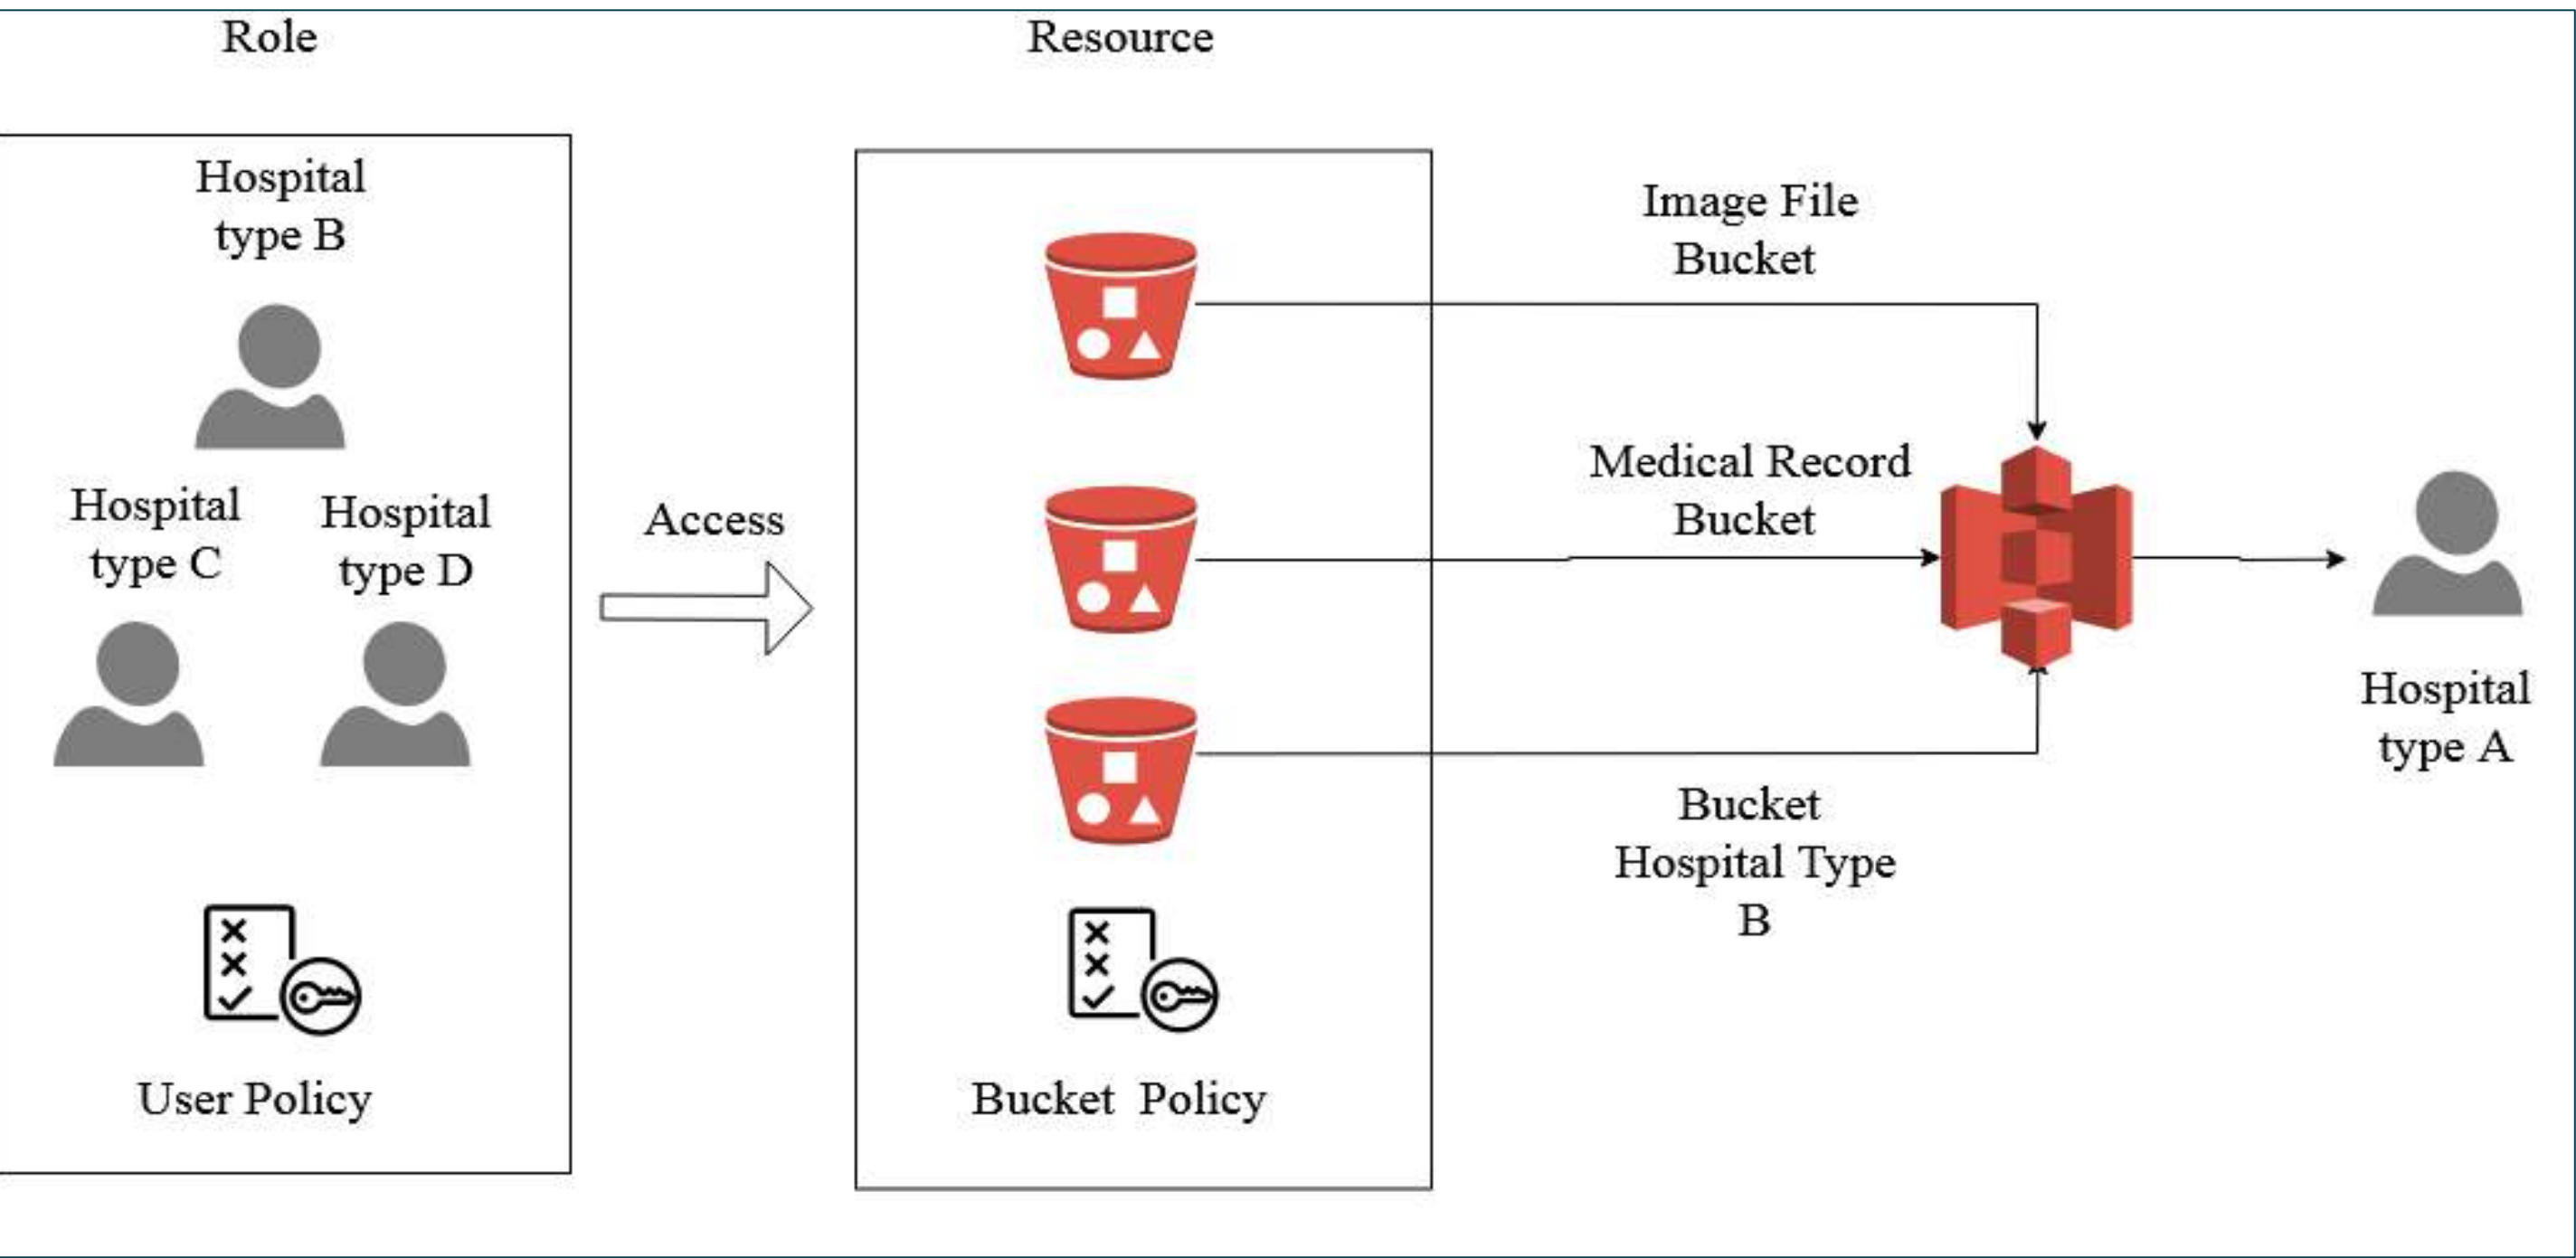 Role
Resource
Hospital
type B
Hospital
type C
Hospital
type D
User Policy
Access
Bucket Policy
Image File
Bucket
Medical Record
Bucket
Bucket
Hospital Type
B
Hospital
type A